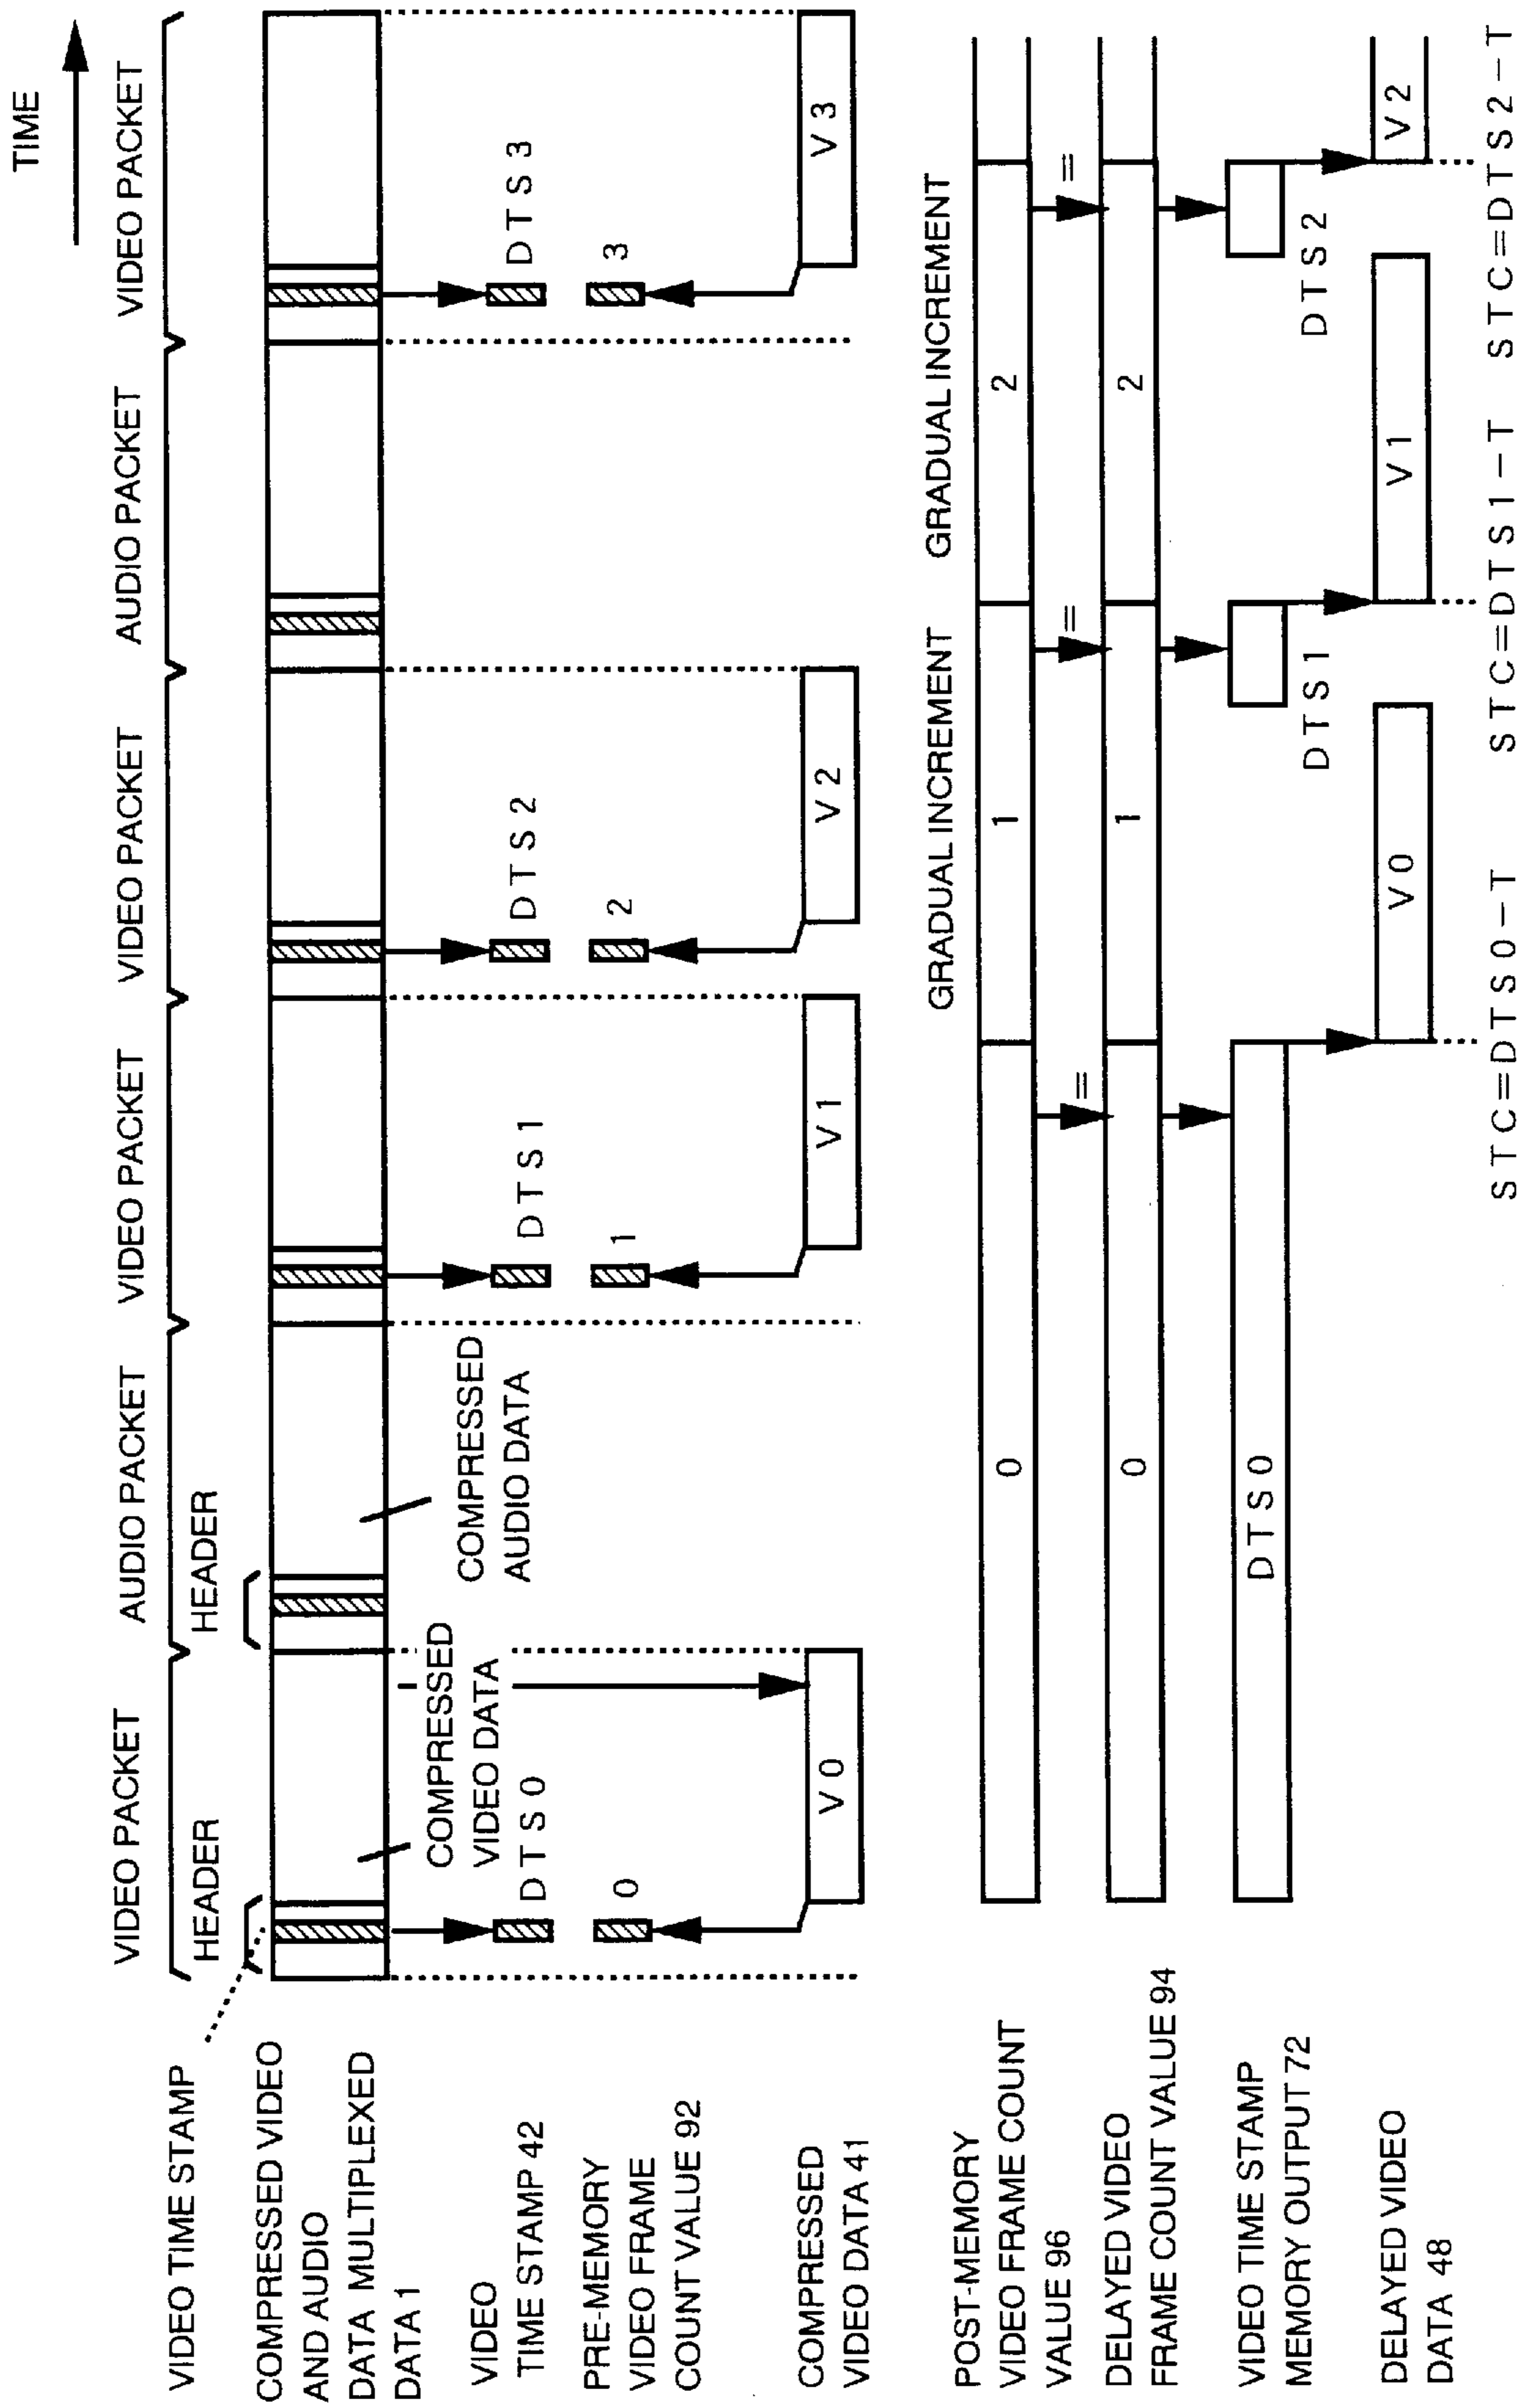 TIME
VIDEO PACKET
AUDIO PACKET
VIDEO PACKET
VIDEO PACKET
AUDIO PACKET
VIDEO PACKET
HEADER
HEADER
VIDEO TIME STAMP
COMPRESSED VIDEO
AND AUDIO
DATA MULTIPLEXED
DATA 1
COMPRESSED
VIDEO DATA
COMPRESSED
AUDIO DATA
VIDEO
TIME STAMP 42
DTS0
DTS1
DTS2
DTS3
PRE-MEMORY
VIDEO FRAME
COUNT VALUE 92
0
1
2
3
COMPRESSED
VIDEO DATA 41
V0
V1
V2
V3
GRADUAL INCREMENT
GRADUAL INCREMENT
POST-MEMORY
VIDEO FRAME COUNT
VALUE 96
0
1
2
=
=
=
DELAYED VIDEO
FRAME COUNT VALUE 94
0
1
2
VIDEO TIME STAMP
MEMORY OUTPUT 72
DTS0
DTS1
DTS2
DELAYED VIDEO
DATA 48
V0
V1
V2
STC=DTS0-T
STC=DTS1-T
STC=DTS2-T